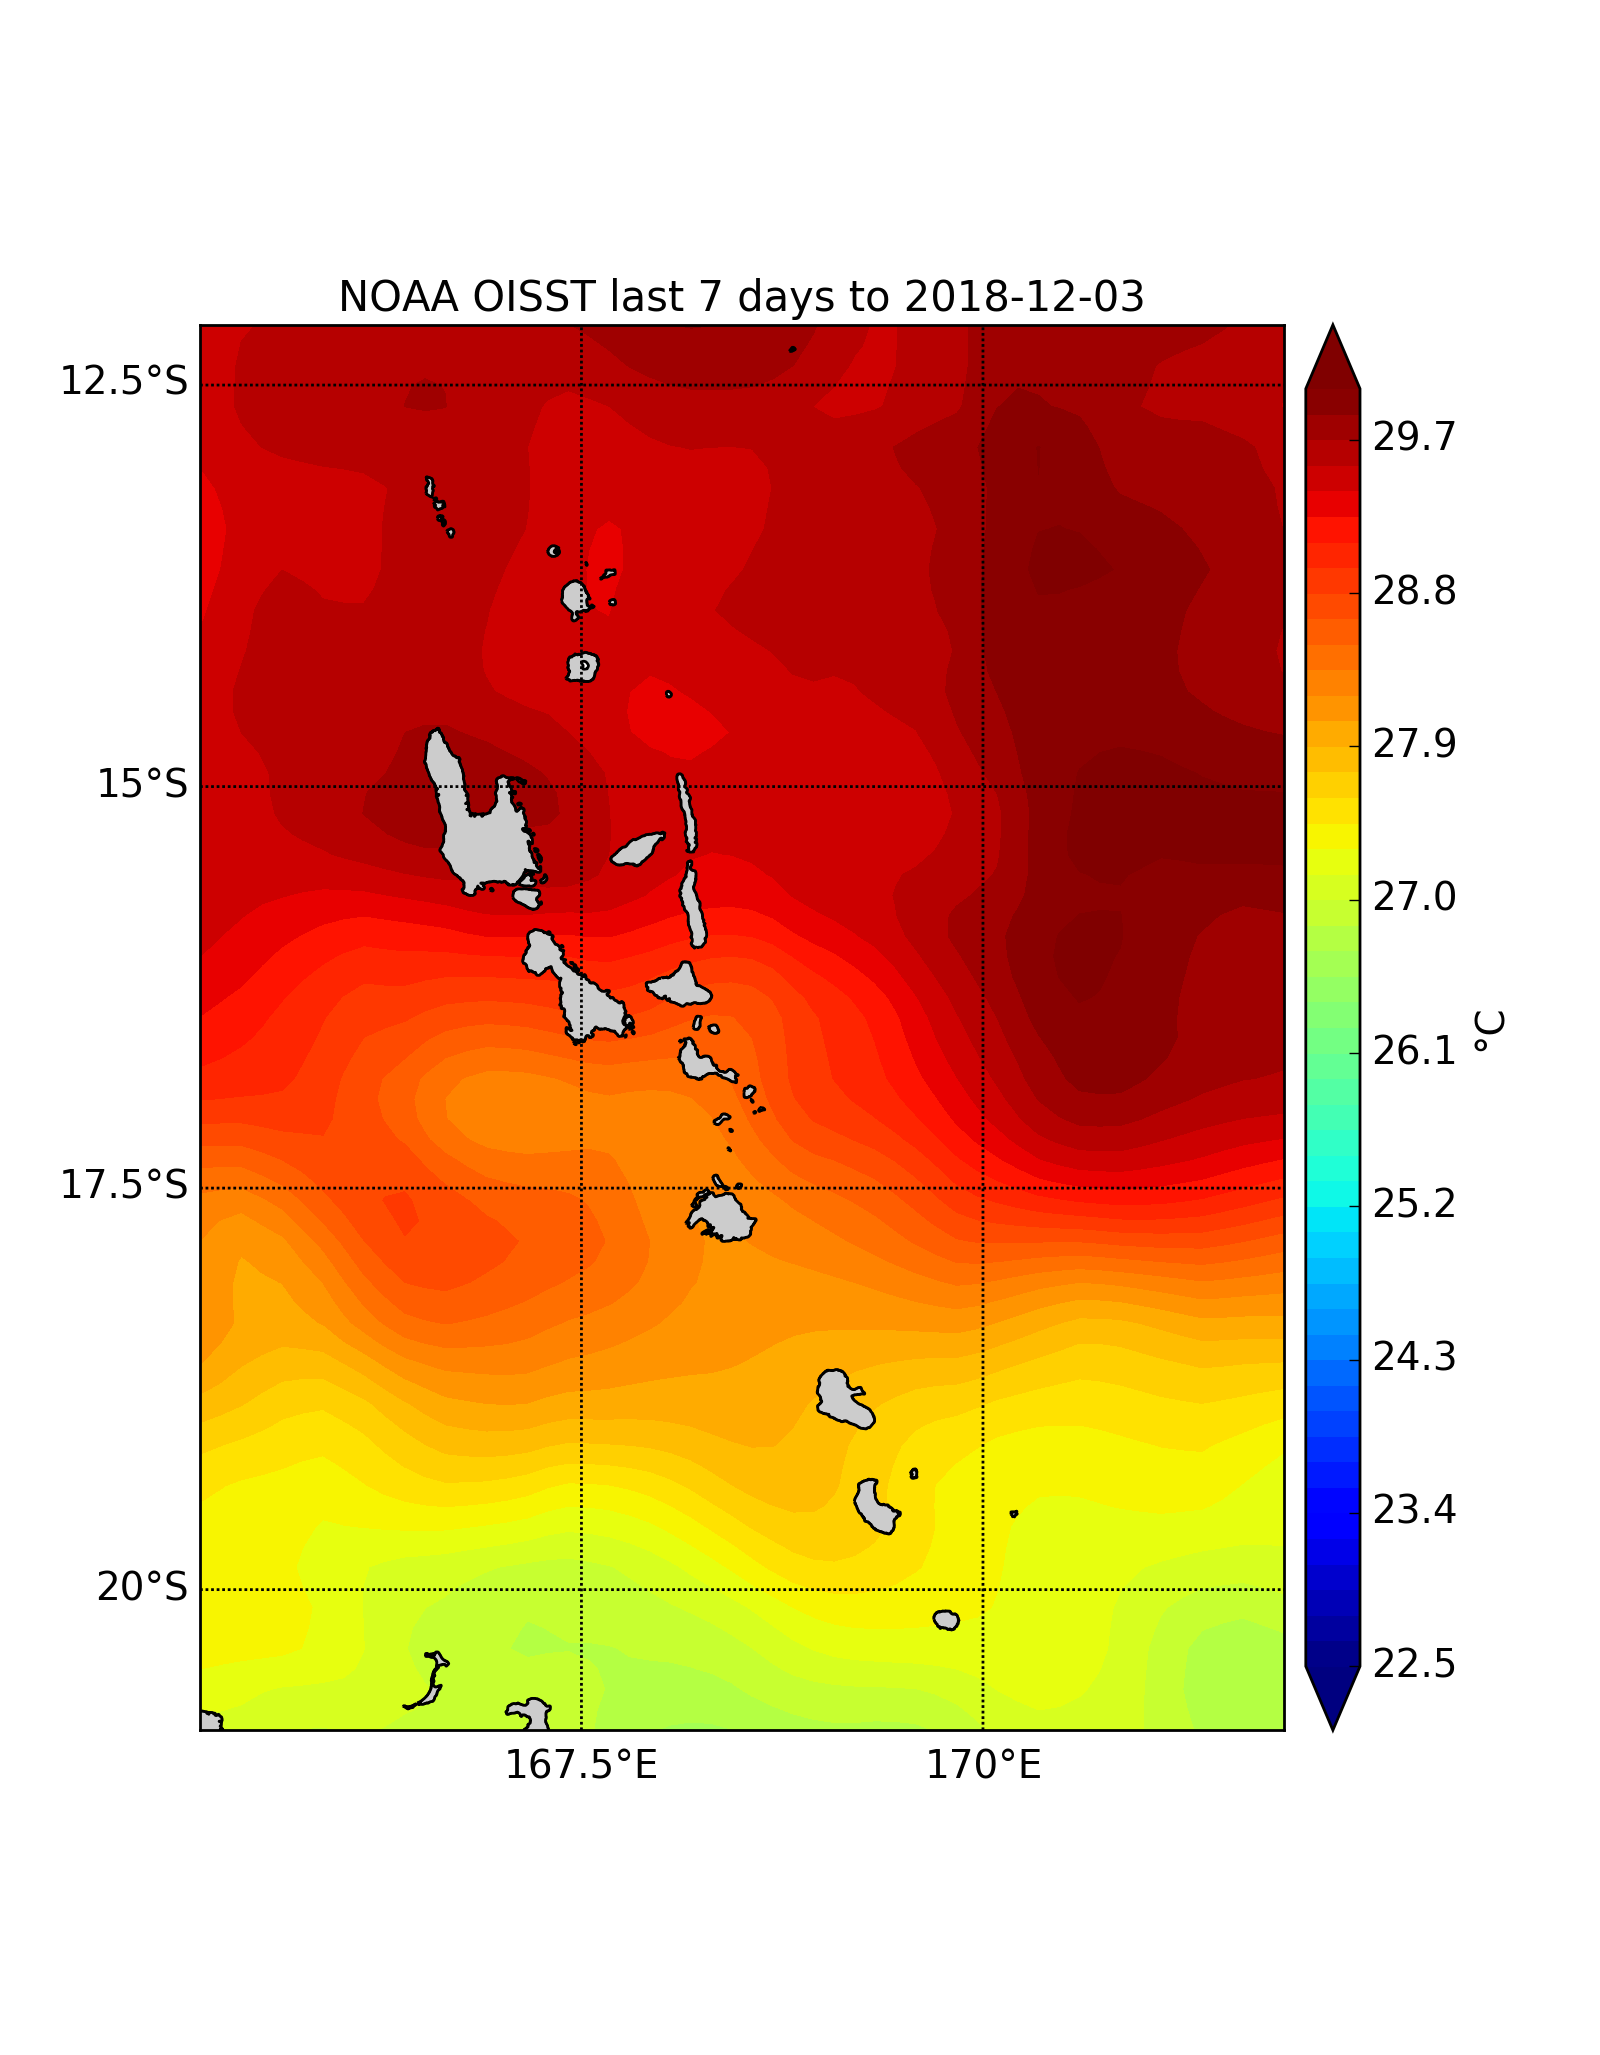 NOAA OISST last 7 days to 2018-12-03
12.5°S
15°S
17.5°S
20°S
167.5°E
170°E
29.7
28.8
27.9
27.0
26.1
25.2
24.3
23.4
22.5
°C